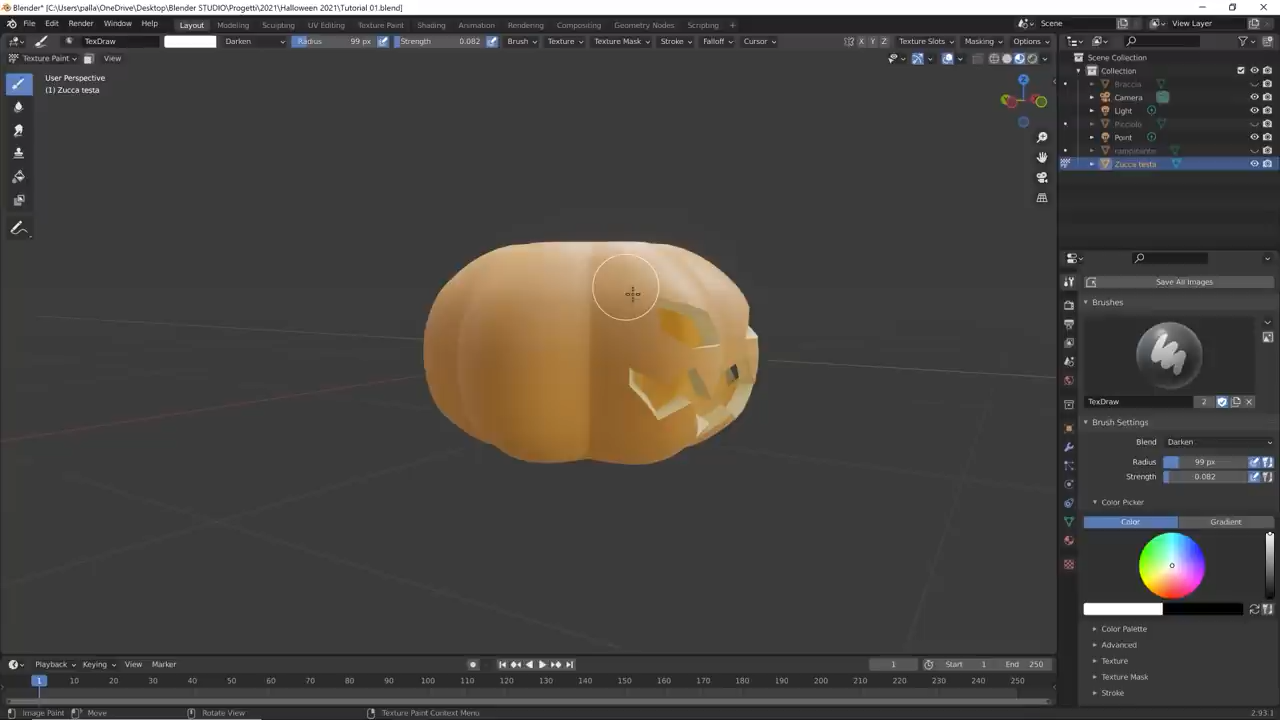 Blender* [C:\Users\palla\OneDrive\Desktop\Blender STUDIO\Progetti\2021\Halloween 2021\Tutorial 01.blend]
File Edit Render Window Help Layout Modeling Sculpting UV Editing Texture Paint Shading Animation Rendering Compositing Geometry Nodes Scripting + Scene View Layer
TexDraw Darken Radius 99 px Strength 0.082 Brush Texture Texture Mask Stroke Falloff Cursor X Y Z Texture Slots Masking Options
Texture Paint View
User Perspective
(1) Zucca testa
Z
Scene Collection
Collection
Braccia
Camera
Light
Picciolo
Point
rampicante
Zucca testa
Save All Images
Brushes
TexDraw 2
Brush Settings
Blend Darken
Radius 99 px
Strength 0.082
Color Picker
Color Gradient
Color Palette
Advanced
Texture
Texture Mask
Stroke
Playback Keying View Marker 1 Start 1 End 250
1 10 20 30 40 50 60 70 80 90 100 110 120 130 140 150 160 170 180 190 200 210 220 230 240 250
Image Paint Move Rotate View Texture Paint Context Menu 2.93.1